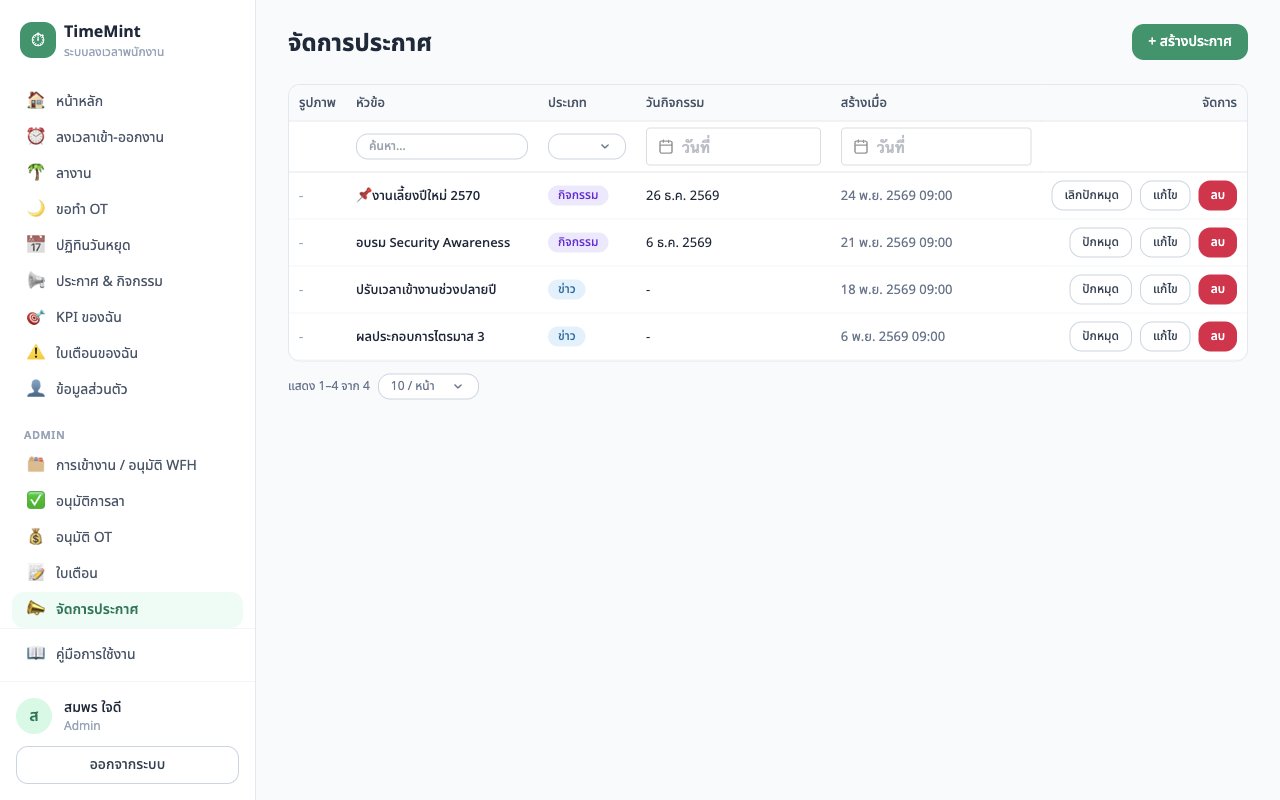 TimeMint
ระบบลงเวลาพนักงาน
หน้าหลัก
ลงเวลาเข้า-ออกงาน
ลางาน
ขอทำ OT
ปฏิทินวันหยุด
ประกาศ & กิจกรรม
KPI ของฉัน
ใบเตือนของฉัน
ข้อมูลส่วนตัว
ADMIN
การเข้างาน / อนุมัติ WFH
อนุมัติการลา
อนุมัติ OT
ใบเตือน
จัดการประกาศ
คู่มือการใช้งาน
ส สมพร ใจดี
Admin
ออกจากระบบ
จัดการประกาศ
+ สร้างประกาศ
รูปภาพ หัวข้อ ประเภท วันกิจกรรม สร้างเมื่อ จัดการ
ค้นหา... วันที่ วันที่
- งานเลี้ยงปีใหม่ 2570 กิจกรรม 26 ธ.ค. 2569 24 พ.ย. 2569 09:00 เลิกปักหมุด แก้ไข ลบ
- อบรม Security Awareness กิจกรรม 6 ธ.ค. 2569 21 พ.ย. 2569 09:00 ปักหมุด แก้ไข ลบ
- ปรับเวลาเข้างานช่วงปลายปี ข่าว - 18 พ.ย. 2569 09:00 ปักหมุด แก้ไข ลบ
- ผลประกอบการไตรมาส 3 ข่าว - 6 พ.ย. 2569 09:00 ปักหมุด แก้ไข ลบ
แสดง 1–4 จาก 4 10 / หน้า